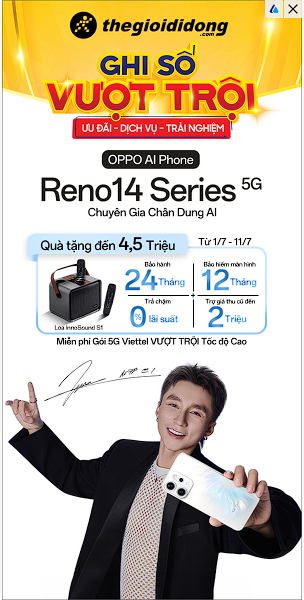 thegioididong
.com
GHI SỐ
VƯỢT TRỘI
ƯU ĐÃI - DỊCH VỤ - TRẢI NGHIỆM
OPPO AI Phone
Reno14 Series 5G
Chuyên Gia Chân Dung AI
Quà tặng đến 4,5 Triệu
Từ 1/7 - 11/7
Loa InnoSound S1
Bảo hành
24 Tháng
Bảo hiểm màn hình
12 Tháng
Trả chậm
0% lãi suất
Trợ giá thu cũ đến
2 Triệu
Miễn phí Gói 5G Viettel VƯỢT TRỘI Tốc độ Cao